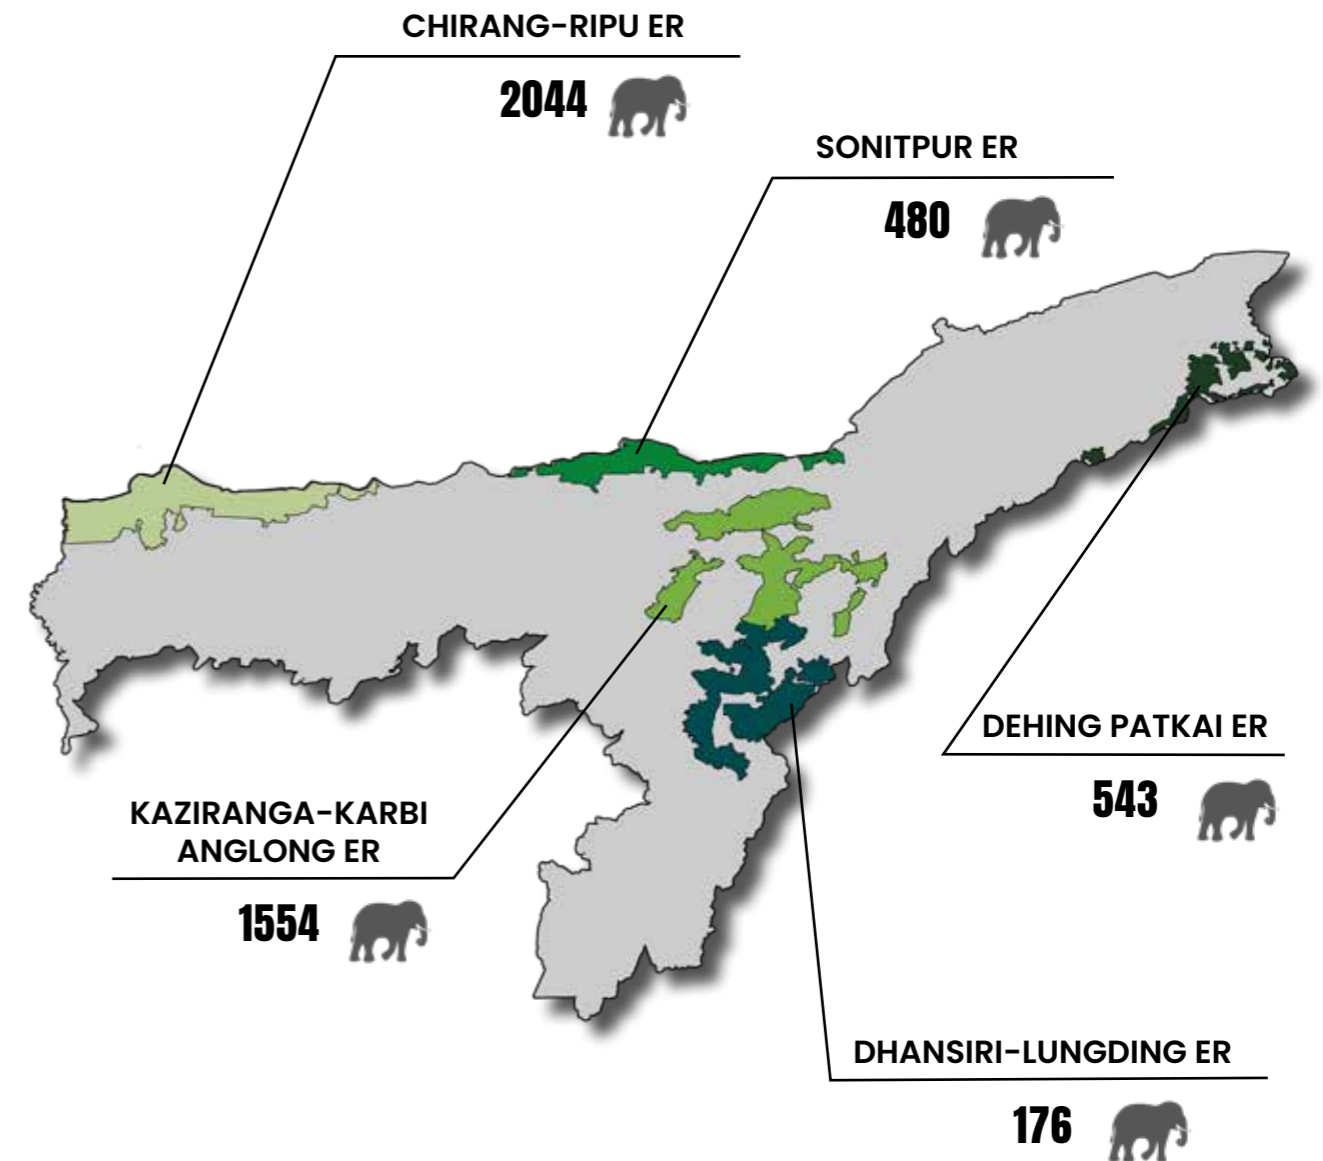 CHIRANG-RIPU ER
2044
SONITPUR ER
480
DEHING PATKAI ER
543
KAZIRANGA-KARBI
ANGLONG ER
1554
DHANSIRI-LUNGDING ER
176